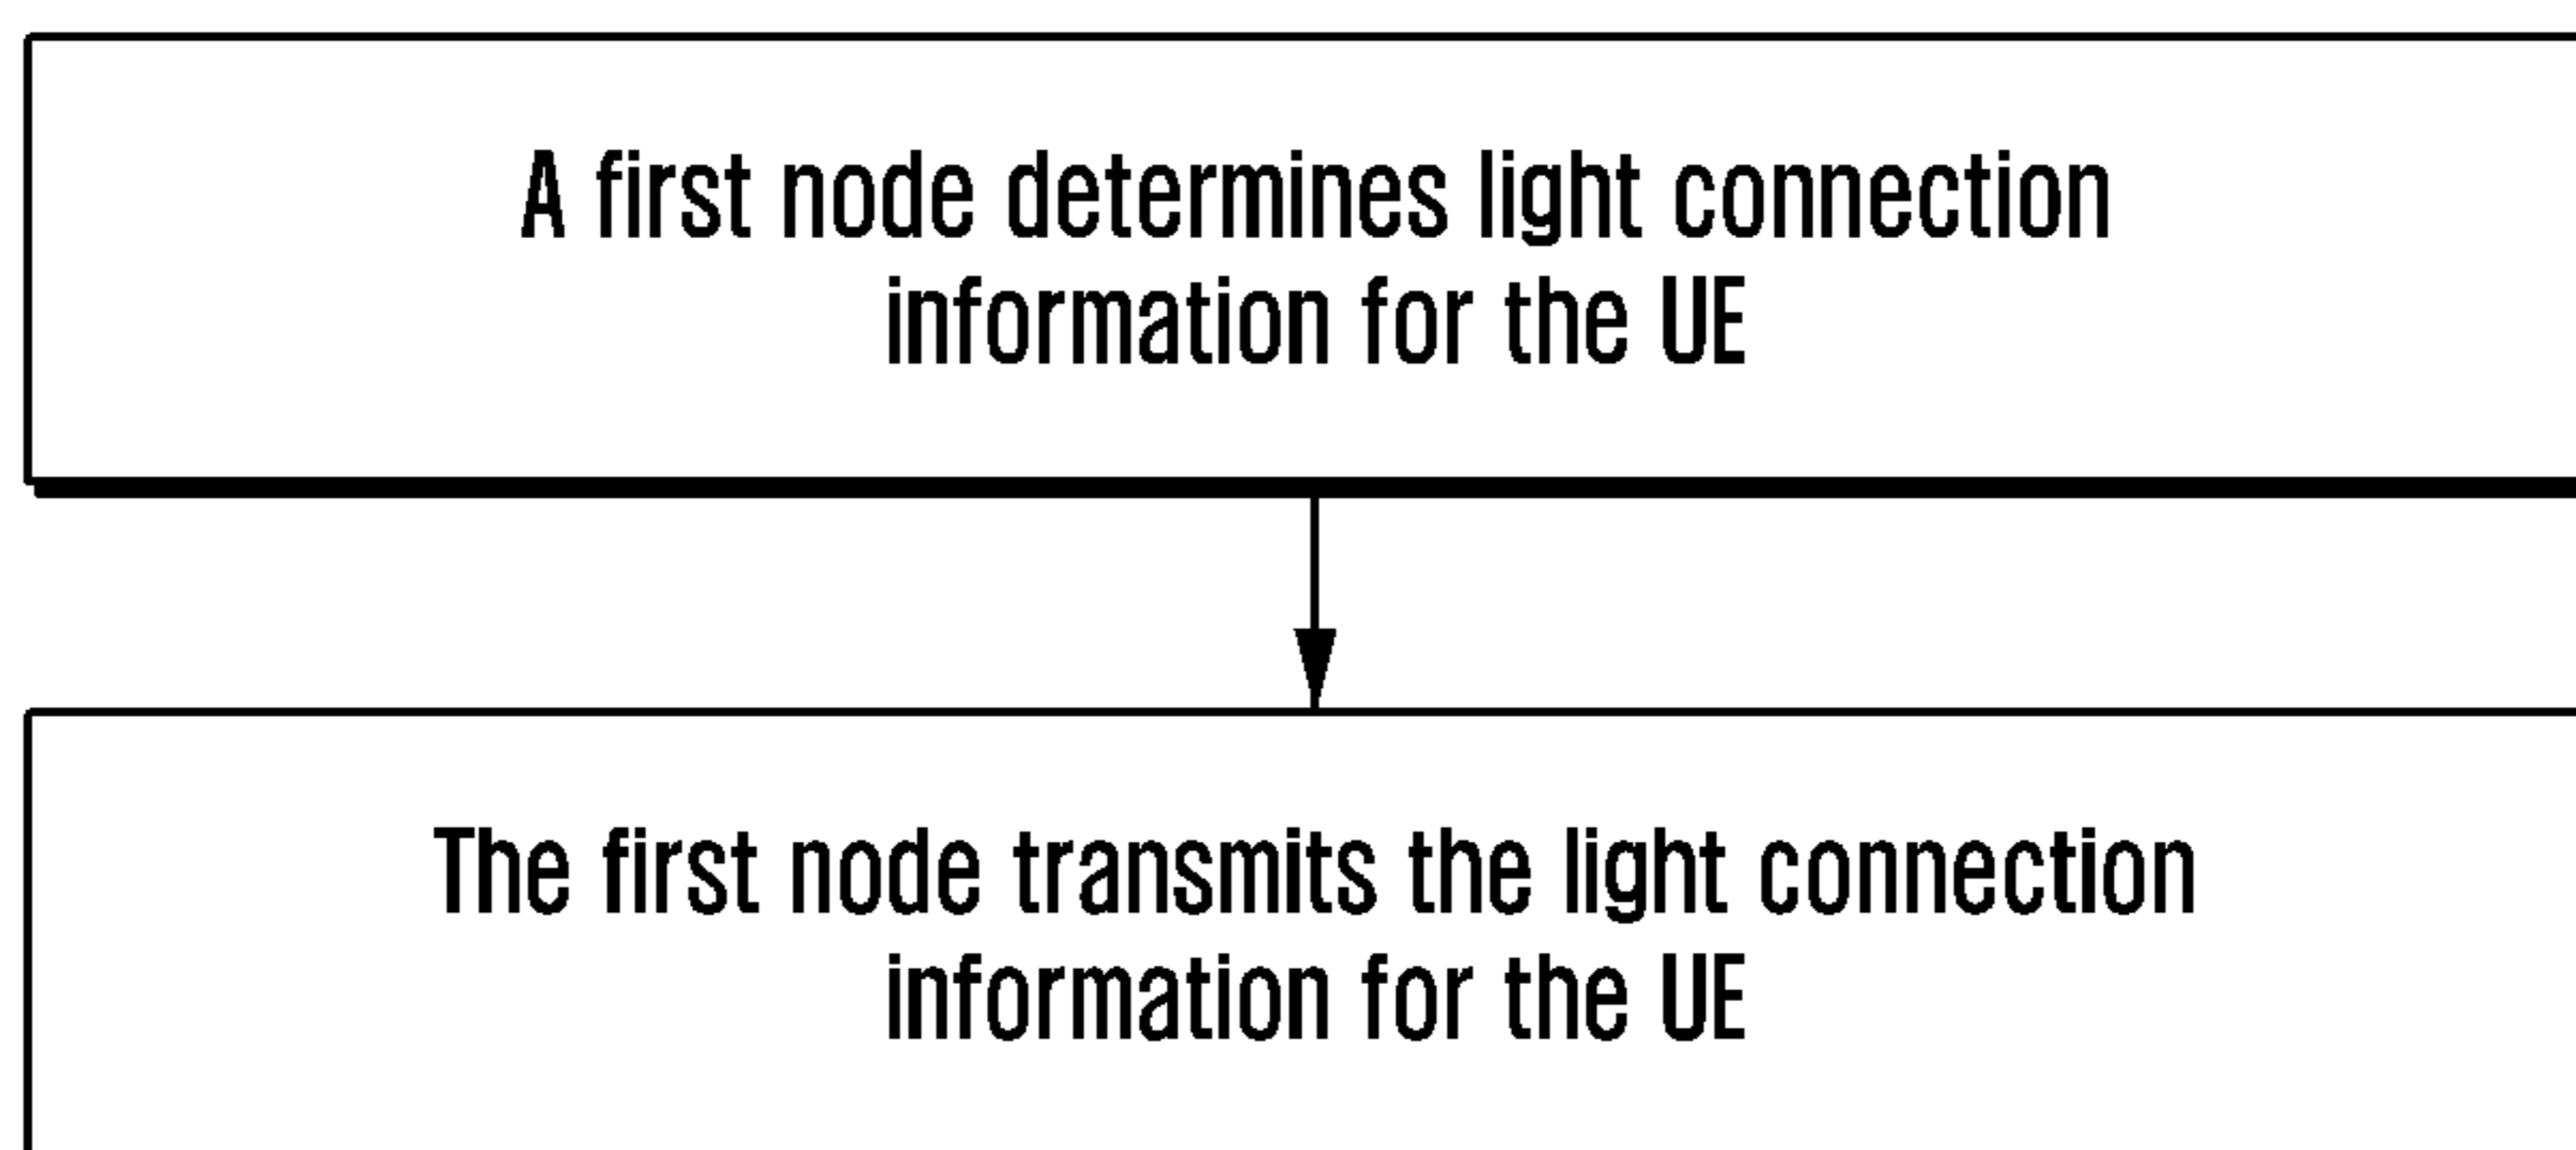 A first node determines light connection
information for the UE
The first node transmits the light connection
information for the UE